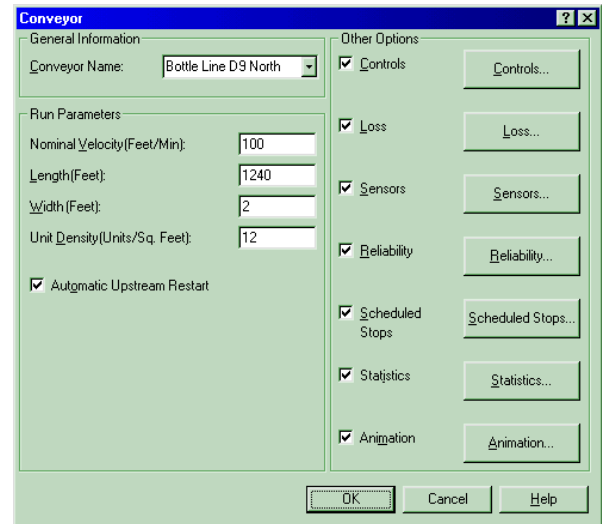 Conveyor
General Information
Conveyor Name: Bottle Line D9 North
Run Parameters
Nominal Velocity(Feet/Min): 100
Length(Feet): 1240
Width(Feet): 2
Unit Density(Units/Sq. Feet): 12
Automatic Upstream Restart
Other Options
Controls Controls...
Loss Loss...
Sensors Sensors...
Reliability Reliability...
Scheduled Stops Scheduled Stops...
Statistics Statistics...
Animation Animation...
OK Cancel Help